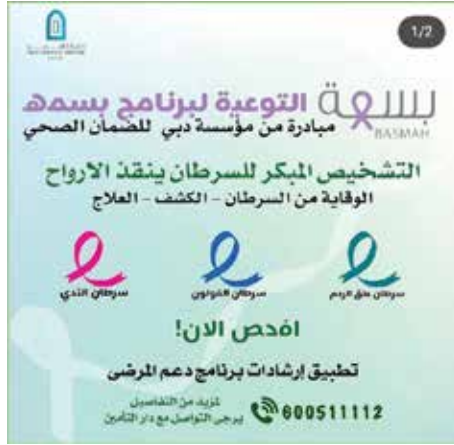 1/2
بسمة
BASMAH
التوعية لبرنامج بسمه
مبادرة من مؤسسة دبي للضمان الصحي
التشخيص المبكر للسرطان ينقذ الارواح
الوقاية من السرطان - الكشف - العلاج
سرطان عنق الرحم
سرطان القولون
سرطان الثدي
افحص الان!
تطبيق إرشادات برنامج دعم المرضى
600511112
لمزيد من التفاصيل
يرجى التواصل مع دار التأمين